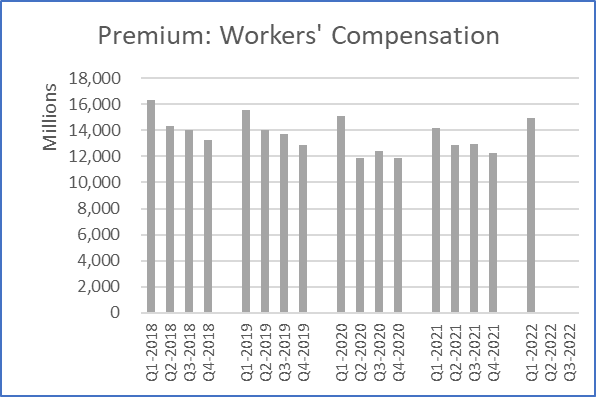 Premium: Workers' Compensation
Millions
18,000
16,000
14,000
12,000
10,000
8,000
6,000
4,000
2,000
0
Q1-2018
Q2-2018
Q3-2018
Q4-2018
Q1-2019
Q2-2019
Q3-2019
Q4-2019
Q1-2020
Q2-2020
Q3-2020
Q4-2020
Q1-2021
Q2-2021
Q3-2021
Q4-2021
Q1-2022
Q2-2022
Q3-2022